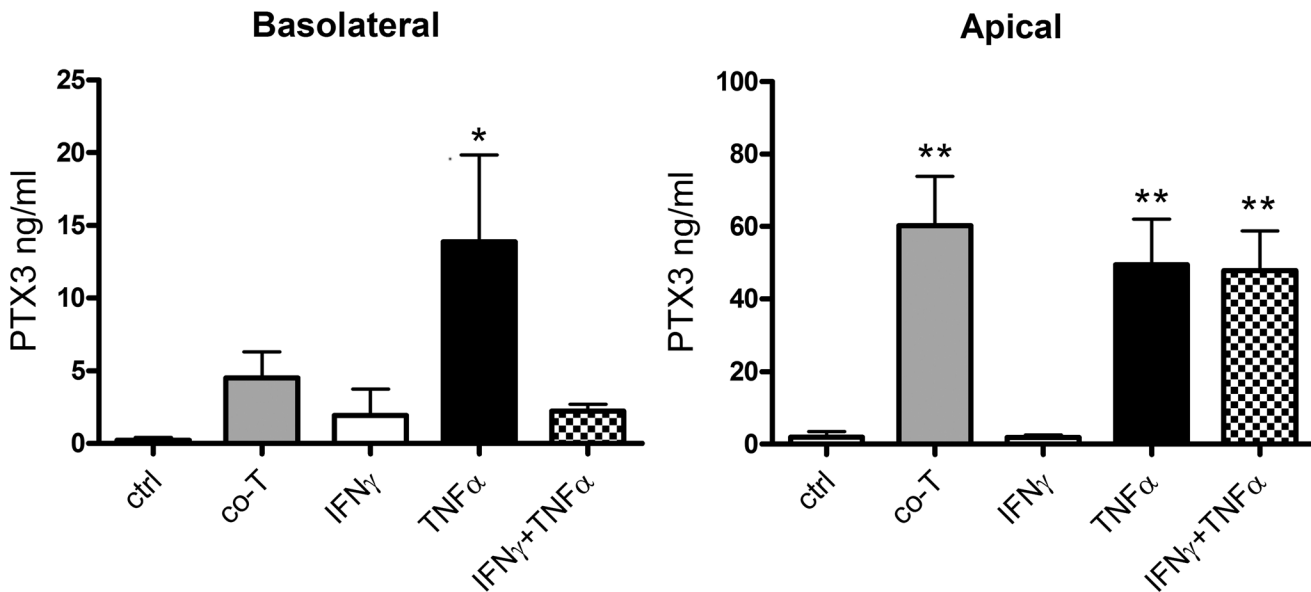 Basolateral
PTX3 ng/ml
25
20
15
10
5
0
*
ctrl
co-T
IFNγ
TNFα
IFNγ+TNFα
Apical
PTX3 ng/ml
100
80
60
40
20
0
**
**
**
ctrl
co-T
IFNγ
TNFα
IFNγ+TNFα